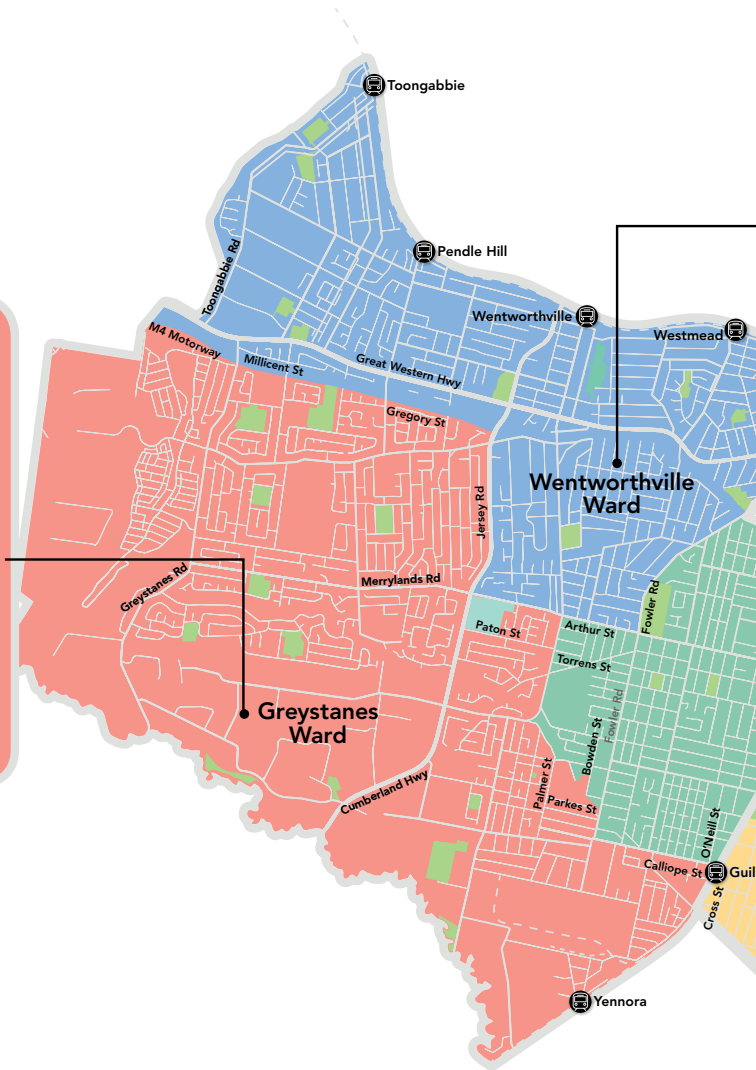 Toongabbie
Pendle Hill
Toongabbie Rd
Wentworthville
Westmead
M4 Motorway
Millicent St
Great Western Hwy
Gregory St
Wentworthville
Ward
Jersey Rd
Greystanes Rd
Merrylands Rd
Fowler Rd
Paton St
Arthur St
Torrens St
Greystanes
Ward
Fowler Rd
Bowden St
Cumberland Hwy
Palmer St
Parkes St
O'Neill St
Calliope St
Guil
Cross St
Yennora